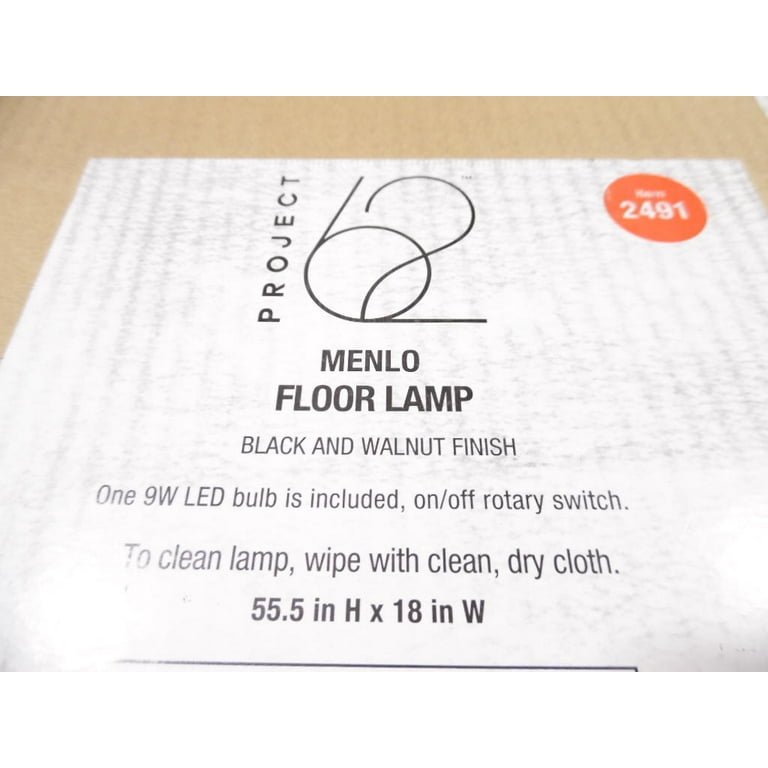 PROJECT
62™
Item
2491
MENLO
FLOOR LAMP
BLACK AND WALNUT FINISH
One 9W LED bulb is included, on/off rotary switch.
To clean lamp, wipe with clean, dry cloth.
55.5 in H x 18 in W